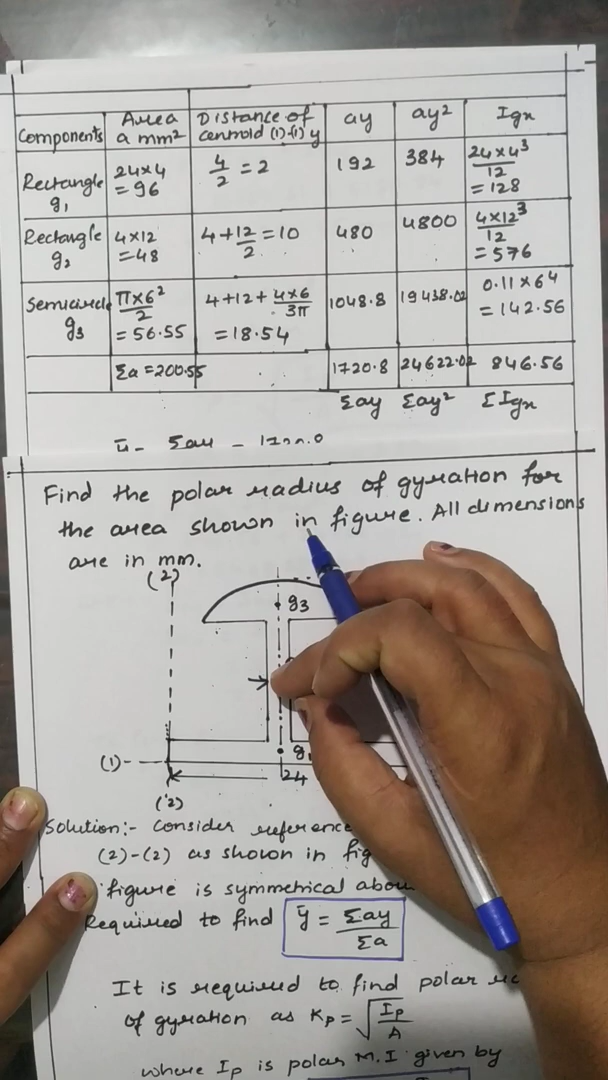 Components Area a mm² Distance of centroid (1)-(1) y ay ay² Igx
Rectangle g₁ 24×4 = 96 4/2 = 2 192 384 24×4³/12 = 128
Rectangle g₂ 4×12 =48 4+12/2 =10 480 4800 4×12³/12 = 576
Semicircle g₃ π×6²/2 = 56.55 4+12+4×6/3π = 18.54 1048.8 19438.02 0.11×6⁴ = 142.56
Σa =200.55 1720.8 24622.02 846.56
Σay Σay² ΣIgx
Find the polar radius of gyration for
the area shown in figure. All dimensions
are in mm.
(2)
g₃
(1)-
24
(2)
Solution:- Consider reference
(2)-(2) as shown in
figure is symmetrical
Required to find ȳ = Σay/Σa
It is required to find polar
of gyration as Kp = √Ip/A
where Ip is polar M.I. given by